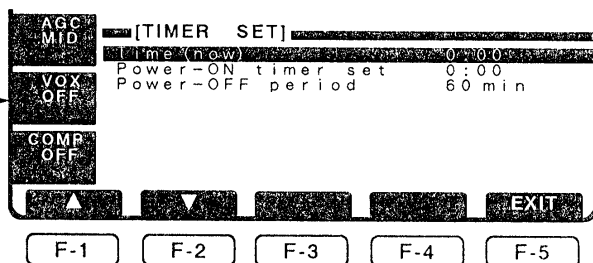 AGC
MID
[TIMER SET]
Time (now) 0:00
Power-ON timer set 0:00
Power-OFF period 60 min
VOX
OFF
COMP
OFF
▲ ▼ EXIT
F-1 F-2 F-3 F-4 F-5